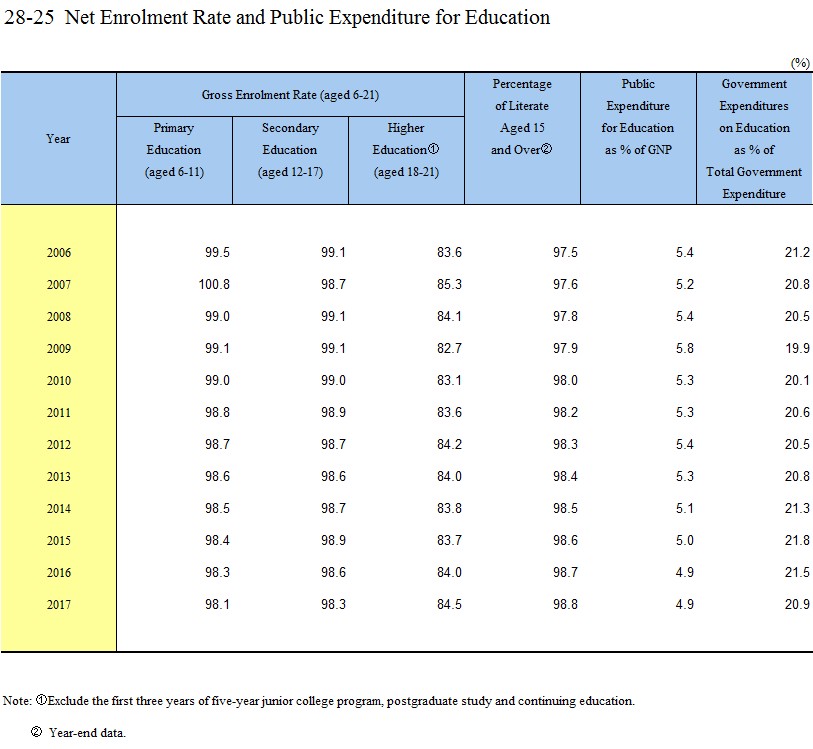 28-25 Net Enrolment Rate and Public Expenditure for Education
(%)
Year
Gross Enrolment Rate (aged 6-21)
Primary
Education
(aged 6-11)
Secondary
Education
(aged 12-17)
Higher
Education①
(aged 18-21)
Percentage
of Literate
Aged 15
and Over②
Public
Expenditure
for Education
as % of GNP
Government
Expenditures
on Education
as % of
Total Government
Expenditure
2006 99.5 99.1 83.6 97.5 5.4 21.2
2007 100.8 98.7 85.3 97.6 5.2 20.8
2008 99.0 99.1 84.1 97.8 5.4 20.5
2009 99.1 99.1 82.7 97.9 5.8 19.9
2010 99.0 99.0 83.1 98.0 5.3 20.1
2011 98.8 98.9 83.6 98.2 5.3 20.6
2012 98.7 98.7 84.2 98.3 5.4 20.5
2013 98.6 98.6 84.0 98.4 5.3 20.8
2014 98.5 98.7 83.8 98.5 5.1 21.3
2015 98.4 98.9 83.7 98.6 5.0 21.8
2016 98.3 98.6 84.0 98.7 4.9 21.5
2017 98.1 98.3 84.5 98.8 4.9 20.9
Note: ①Exclude the first three years of five-year junior college program, postgraduate study and continuing education.
② Year-end data.